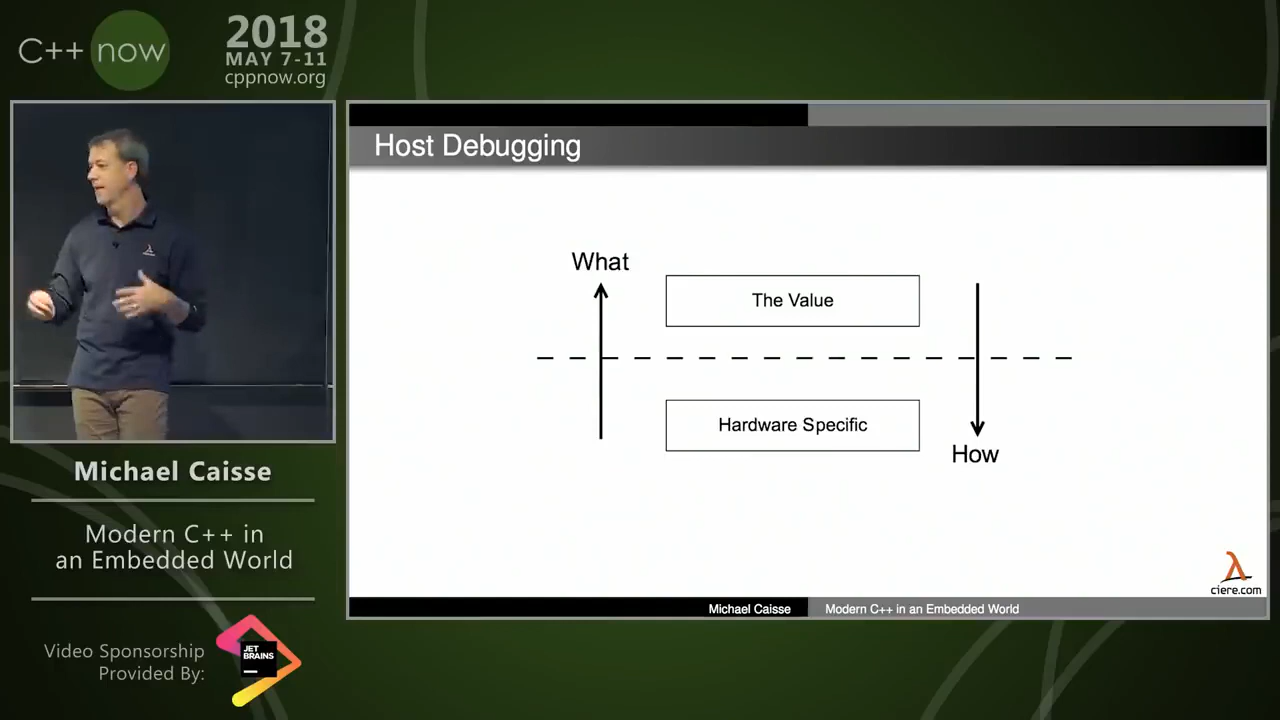 C++ now
2018
MAY 7-11
cppnow.org
Host Debugging
What
The Value
Hardware Specific
How
λ
ciere.com
Michael Caisse
Modern C++ in an Embedded World
Michael Caisse
Modern C++ in
an Embedded World
Video Sponsorship
Provided By:
JET
BRAINS